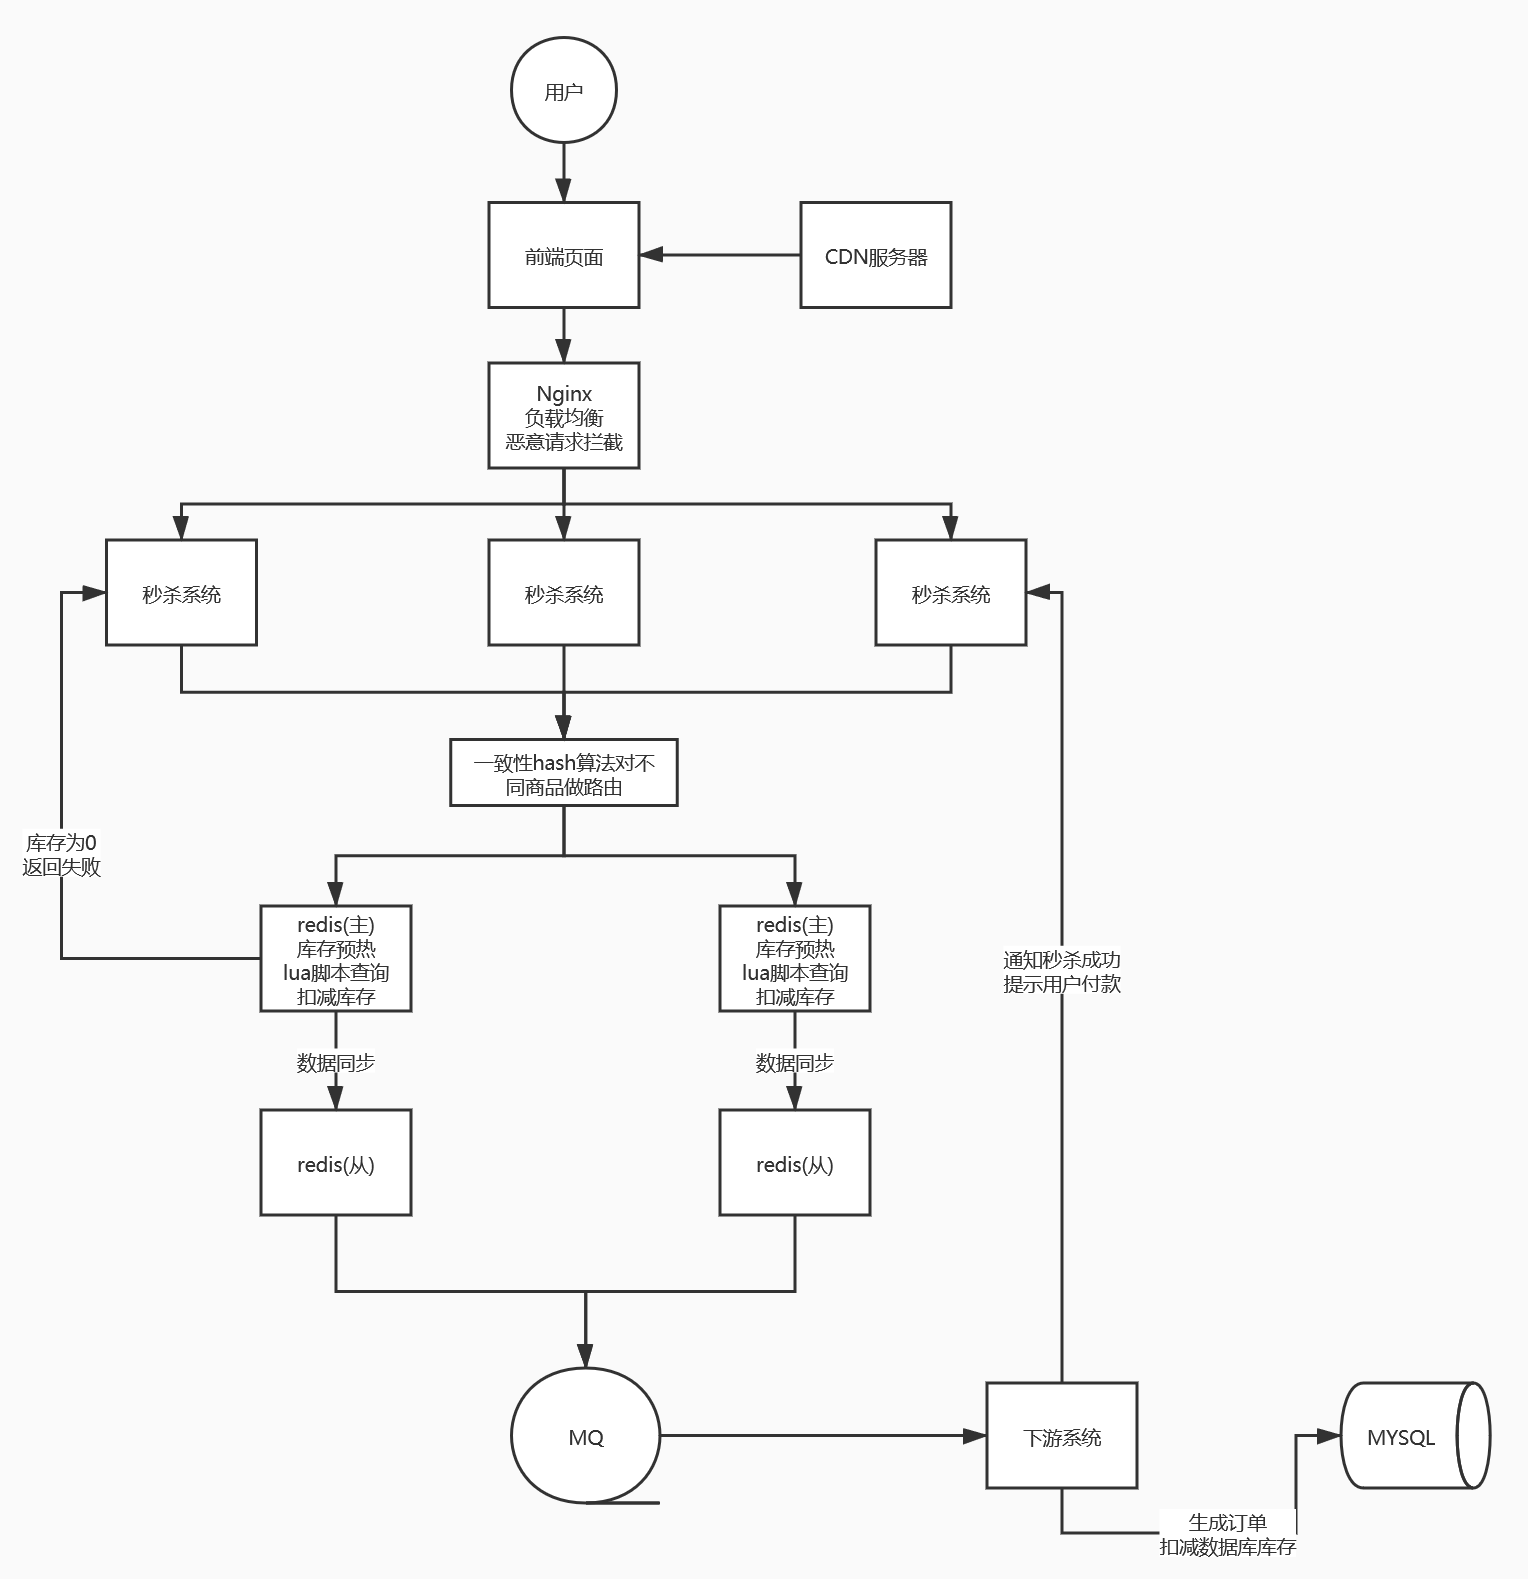 用户
前端页面
CDN服务器
Nginx
负载均衡
恶意请求拦截
秒杀系统
秒杀系统
秒杀系统
一致性hash算法对不
同商品做路由
库存为0
返回失败
redis(主)
库存预热
lua脚本查询
扣减库存
redis(主)
库存预热
lua脚本查询
扣减库存
通知秒杀成功
提示用户付款
数据同步
数据同步
redis(从)
redis(从)
MQ
下游系统
MYSQL
生成订单
扣减数据库库存